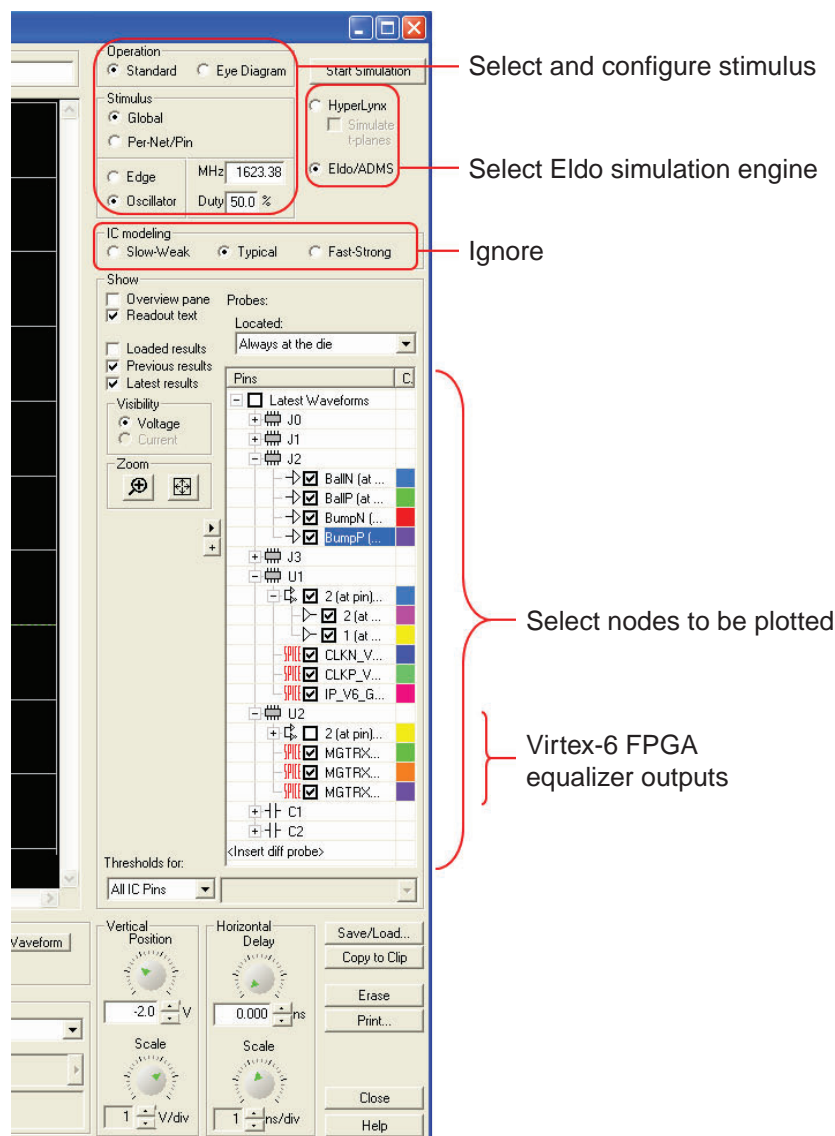 Operation
Standard Eye Diagram
Start Simulation
Select and configure stimulus
Stimulus
Global
Per-Net/Pin
HyperLynx
Simulate
t-planes
Edge MHz 1623.38
Eldo/ADMS
Select Eldo simulation engine
Oscillator Duty 50.0 %
IC modeling
Slow-Weak Typical Fast-Strong
Ignore
Show
Overview pane
Readout text
Loaded results
Previous results
Latest results
Visibility
Voltage
Current
Zoom
Probes:
Located:
Always at the die
Pins C.
Latest Waveforms
J0
J1
J2
BallN (at ...
BallP (at ...
BumpN (...
BumpP (...
J3
U1
2 (at pin)...
2 (at ...
1 (at ...
SPICE CLKN_V...
SPICE CLKP_V...
SPICE IP_V6_G...
U2
2 (at pin)...
SPICE MGTRX...
SPICE MGTRX...
SPICE MGTRX...
C1
C2
<Insert diff probe>
Select nodes to be plotted
Virtex-6 FPGA
equalizer outputs
Thresholds for:
All IC Pins
Waveform
Vertical
Position
-2.0 V
Scale
1 V/div
Horizontal
Delay
0.000 ns
Scale
1 ns/div
Save/Load...
Copy to Clip
Erase
Print...
Close
Help